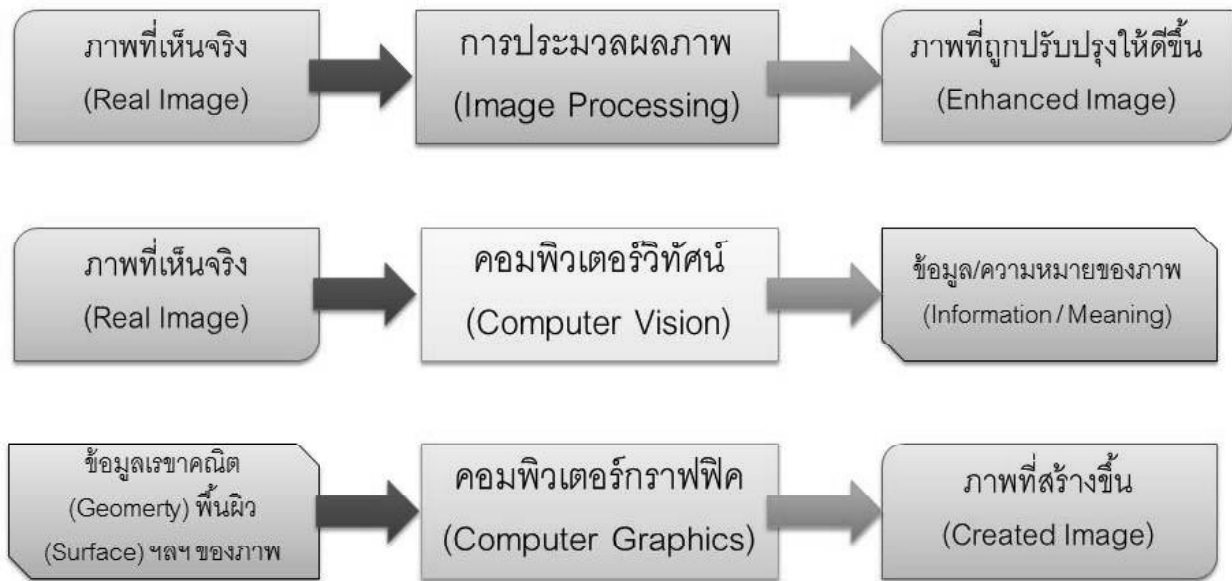 ภาพที่เห็นจริง
(Real Image)
การประมวลผลภาพ
(Image Processing)
ภาพที่ถูกปรับปรุงให้ดีขึ้น
(Enhanced Image)
ภาพที่เห็นจริง
(Real Image)
คอมพิวเตอร์วิทัศน์
(Computer Vision)
ข้อมูล/ความหมายของภาพ
(Information / Meaning)
ข้อมูลเรขาคณิต
(Geomerty) พื้นผิว
(Surface) ฯลฯ ของภาพ
คอมพิวเตอร์กราฟฟิค
(Computer Graphics)
ภาพที่สร้างขึ้น
(Created Image)